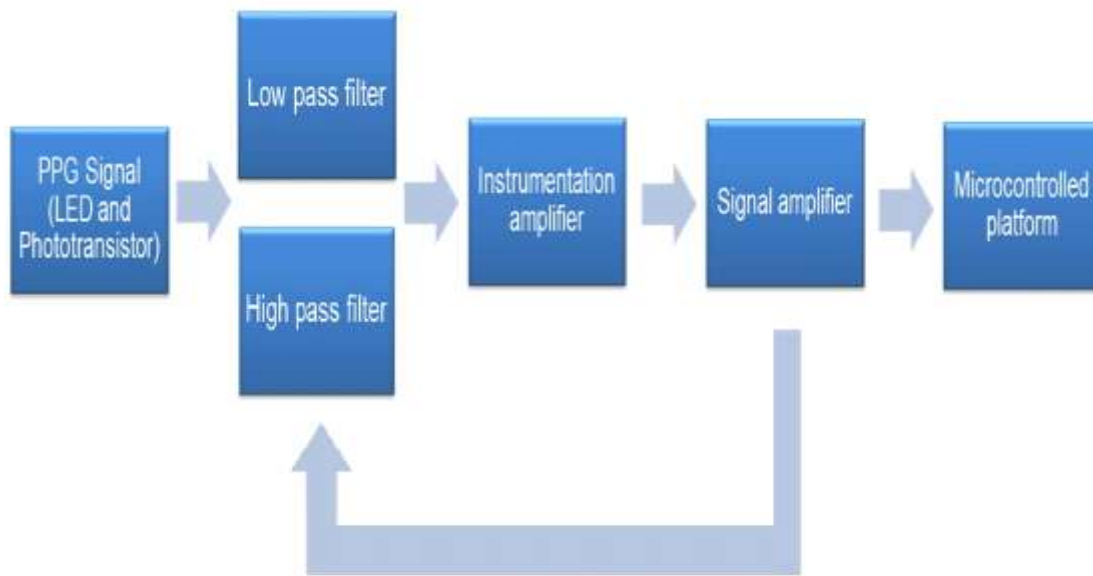 PPG Signal
(LED and
Phototransistor)
Low pass filter
High pass filter
Instrumentation
amplifier
Signal amplifier
Microcontrolled
platform